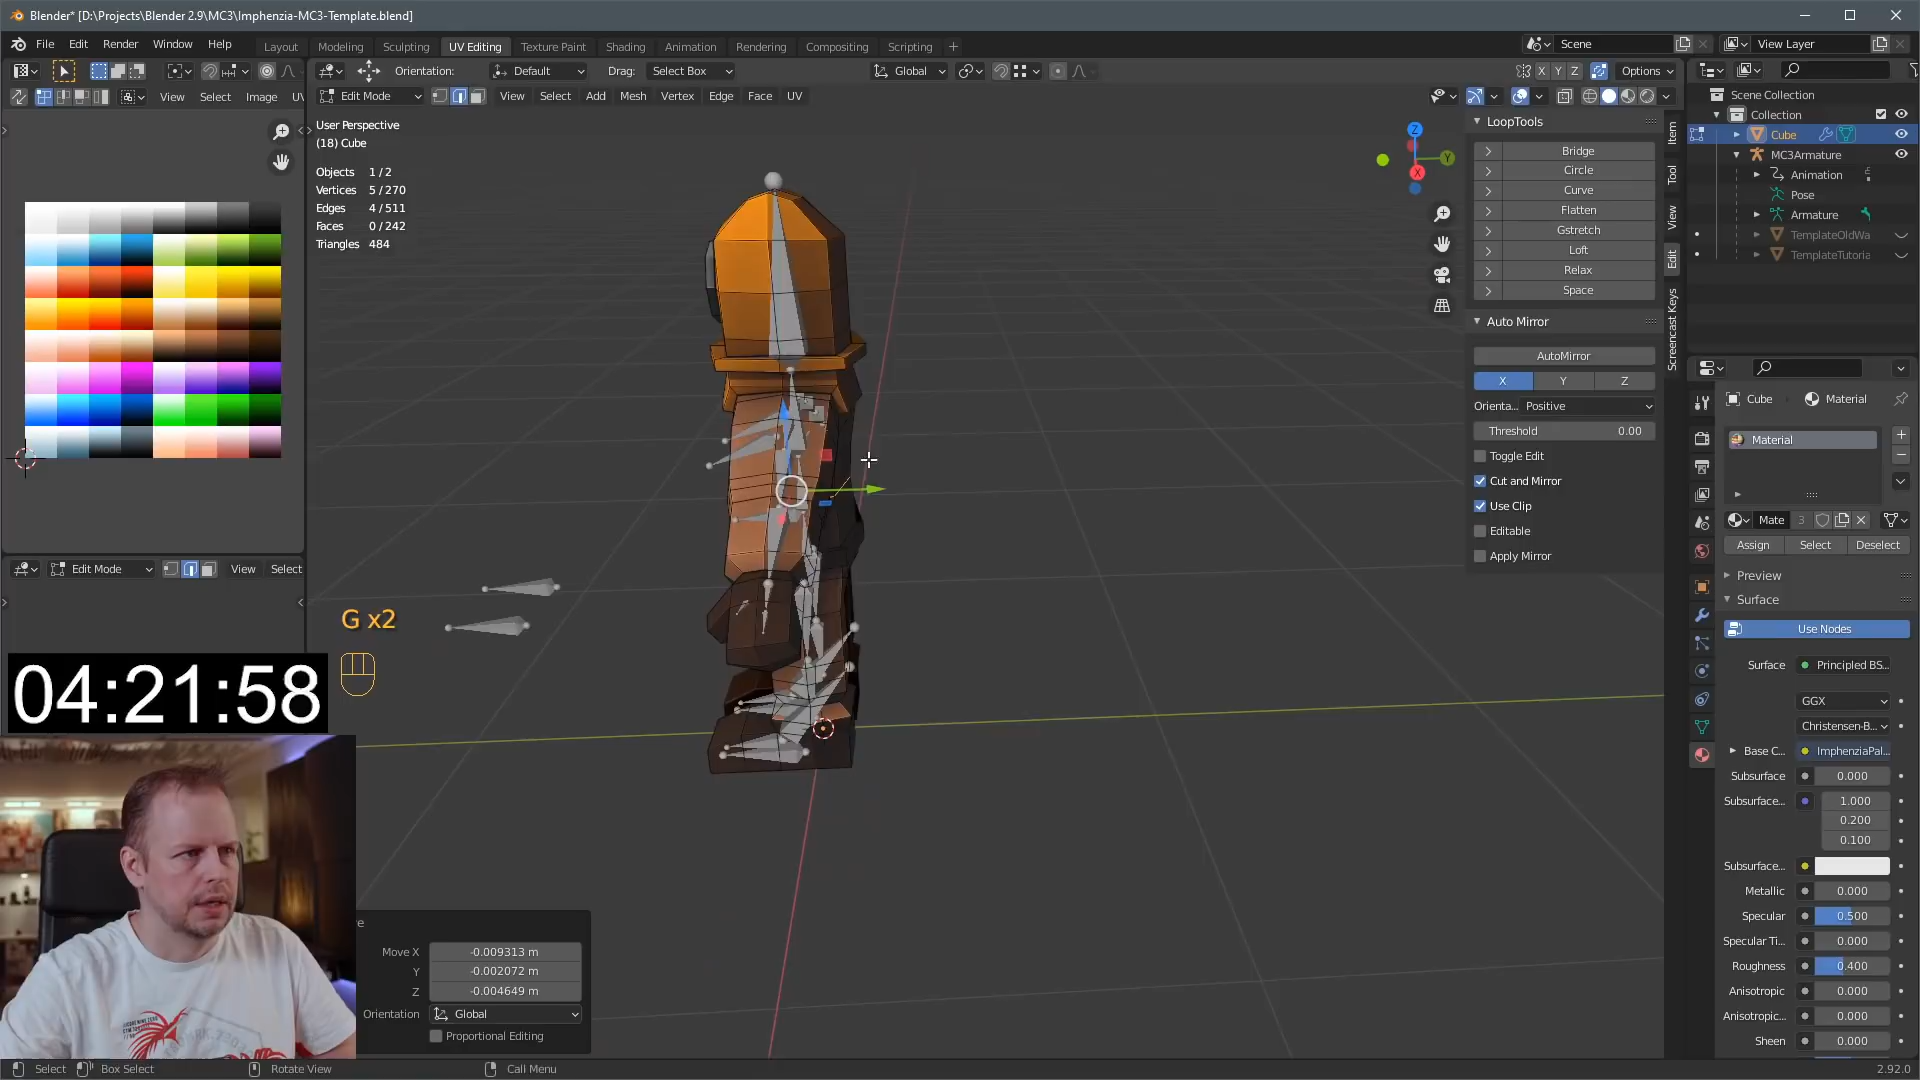 Blender* [D:\Projects\Blender 2.9\MC3\Imphenzia-MC3-Template.blend]
File Edit Render Window Help
Layout Modeling Sculpting UV Editing Texture Paint Shading Animation Rendering Compositing Scripting +
Scene
View Layer
Orientation: Default Drag: Select Box
Global
X Y Z Options
View Select Image UV
Edit Mode View Select Add Mesh Vertex Edge Face UV
User Perspective
(18) Cube
Objects 1 / 2
Vertices 5 / 270
Edges 4 / 511
Faces 0 / 242
Triangles 484
Z
Y
X
LoopTools
Bridge
Circle
Curve
Flatten
Gstretch
Loft
Relax
Space
Auto Mirror
AutoMirror
X Y Z
Orienta... Positive
Threshold 0.00
Toggle Edit
Cut and Mirror
Use Clip
Editable
Apply Mirror
Item
Tool
View
Edit
Screencast Keys
Scene Collection
Collection
Cube
MC3Armature
Animation
Pose
Armature
TemplateOldWa
TemplateTutoria
Cube Material
Material
Mate 3
Assign Select Deselect
Preview
Surface
Use Nodes
Surface Principled BS...
GGX
Christensen-B...
Base C... ImphenziaPal...
Subsurface 0.000
Subsurface... 1.000
0.200
0.100
Subsurface...
Metallic 0.000
Specular 0.500
Specular Ti... 0.000
Roughness 0.400
Anisotropic 0.000
Anisotropic... 0.000
Sheen 0.000
Edit Mode View Select
G x2
04:21:58
Move X -0.009313 m
Y -0.002072 m
Z -0.004649 m
Orientation Global
Proportional Editing
Select Box Select Rotate View Call Menu
2.92.0